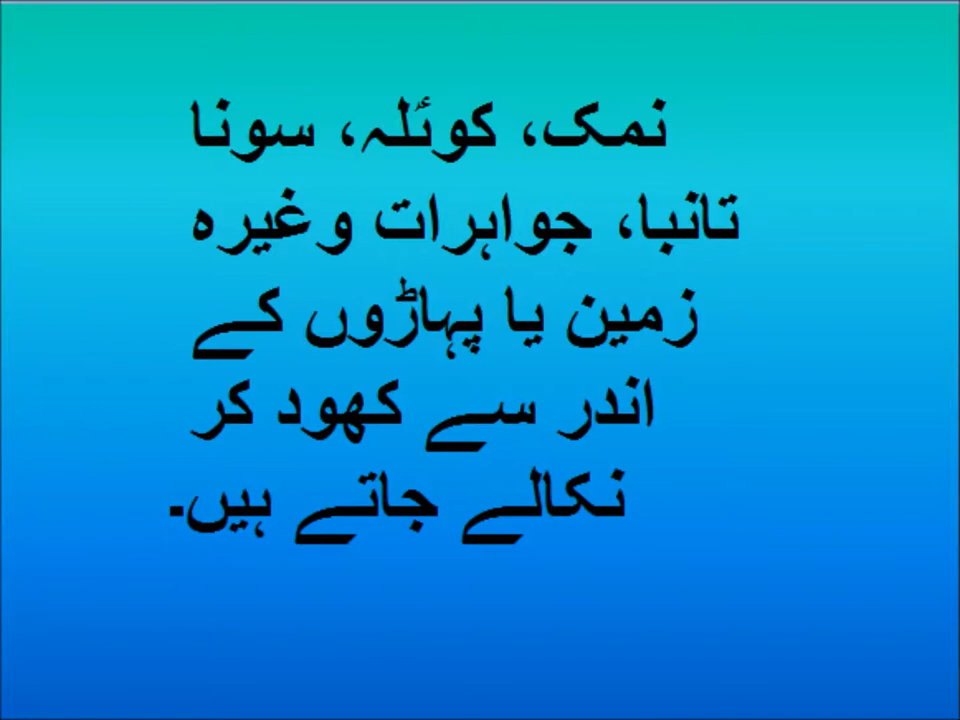 نمک، کوئلہ، سونا
تانبا، جواہرات وغیرہ
زمین یا پہاڑوں کے
اندر سے کھود کر
نکالے جاتے ہیں۔